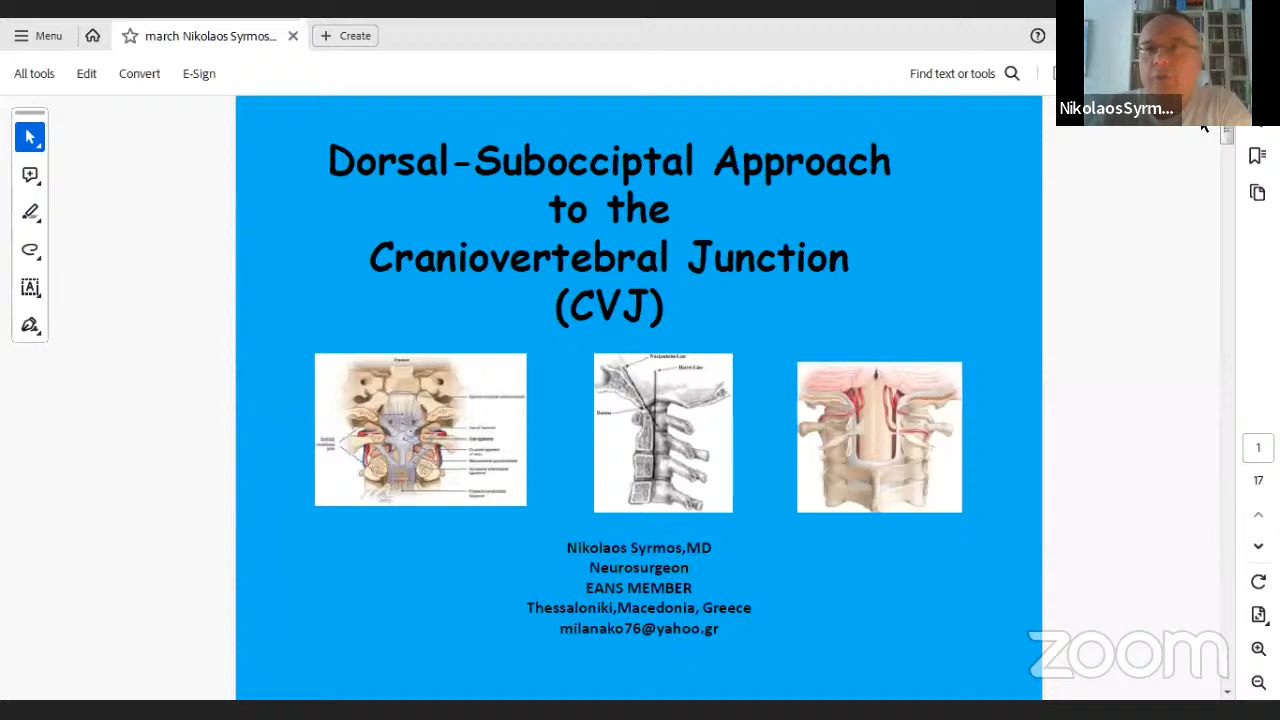 Menu
march Nikolaos Syrmos...
Create
All tools
Edit
Convert
E-Sign
Find text or tools
NikolaosSyrm...
Dorsal-Subocciptal Approach
to the
Craniovertebral Junction
(CVJ)
Nikolaos Syrmos,MD
Neurosurgeon
EANS MEMBER
Thessaloniki,Macedonia, Greece
milanako76@yahoo.gr
1
17
zoom